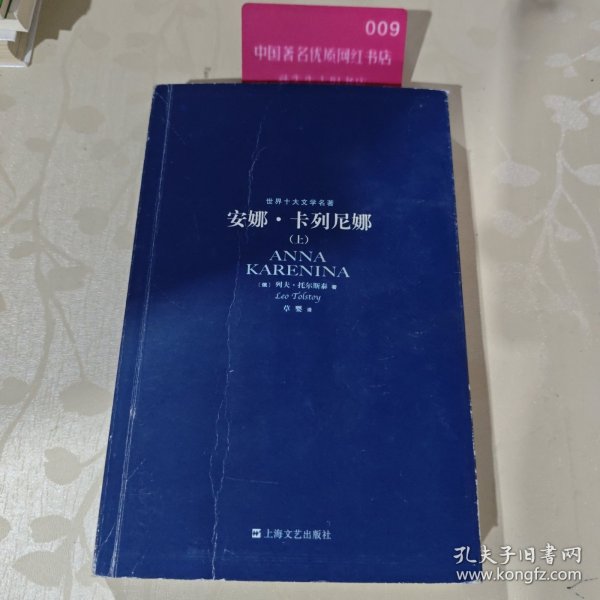 009
中国著名优质网红书店
世界十大文学名著
安娜·卡列尼娜
(上)
ANNA
KARENINA
〔俄〕列夫·托尔斯泰 著
Leo Tolstoy
草婴 译
上海文艺出版社
孔夫子旧书网
www.kongfz.com